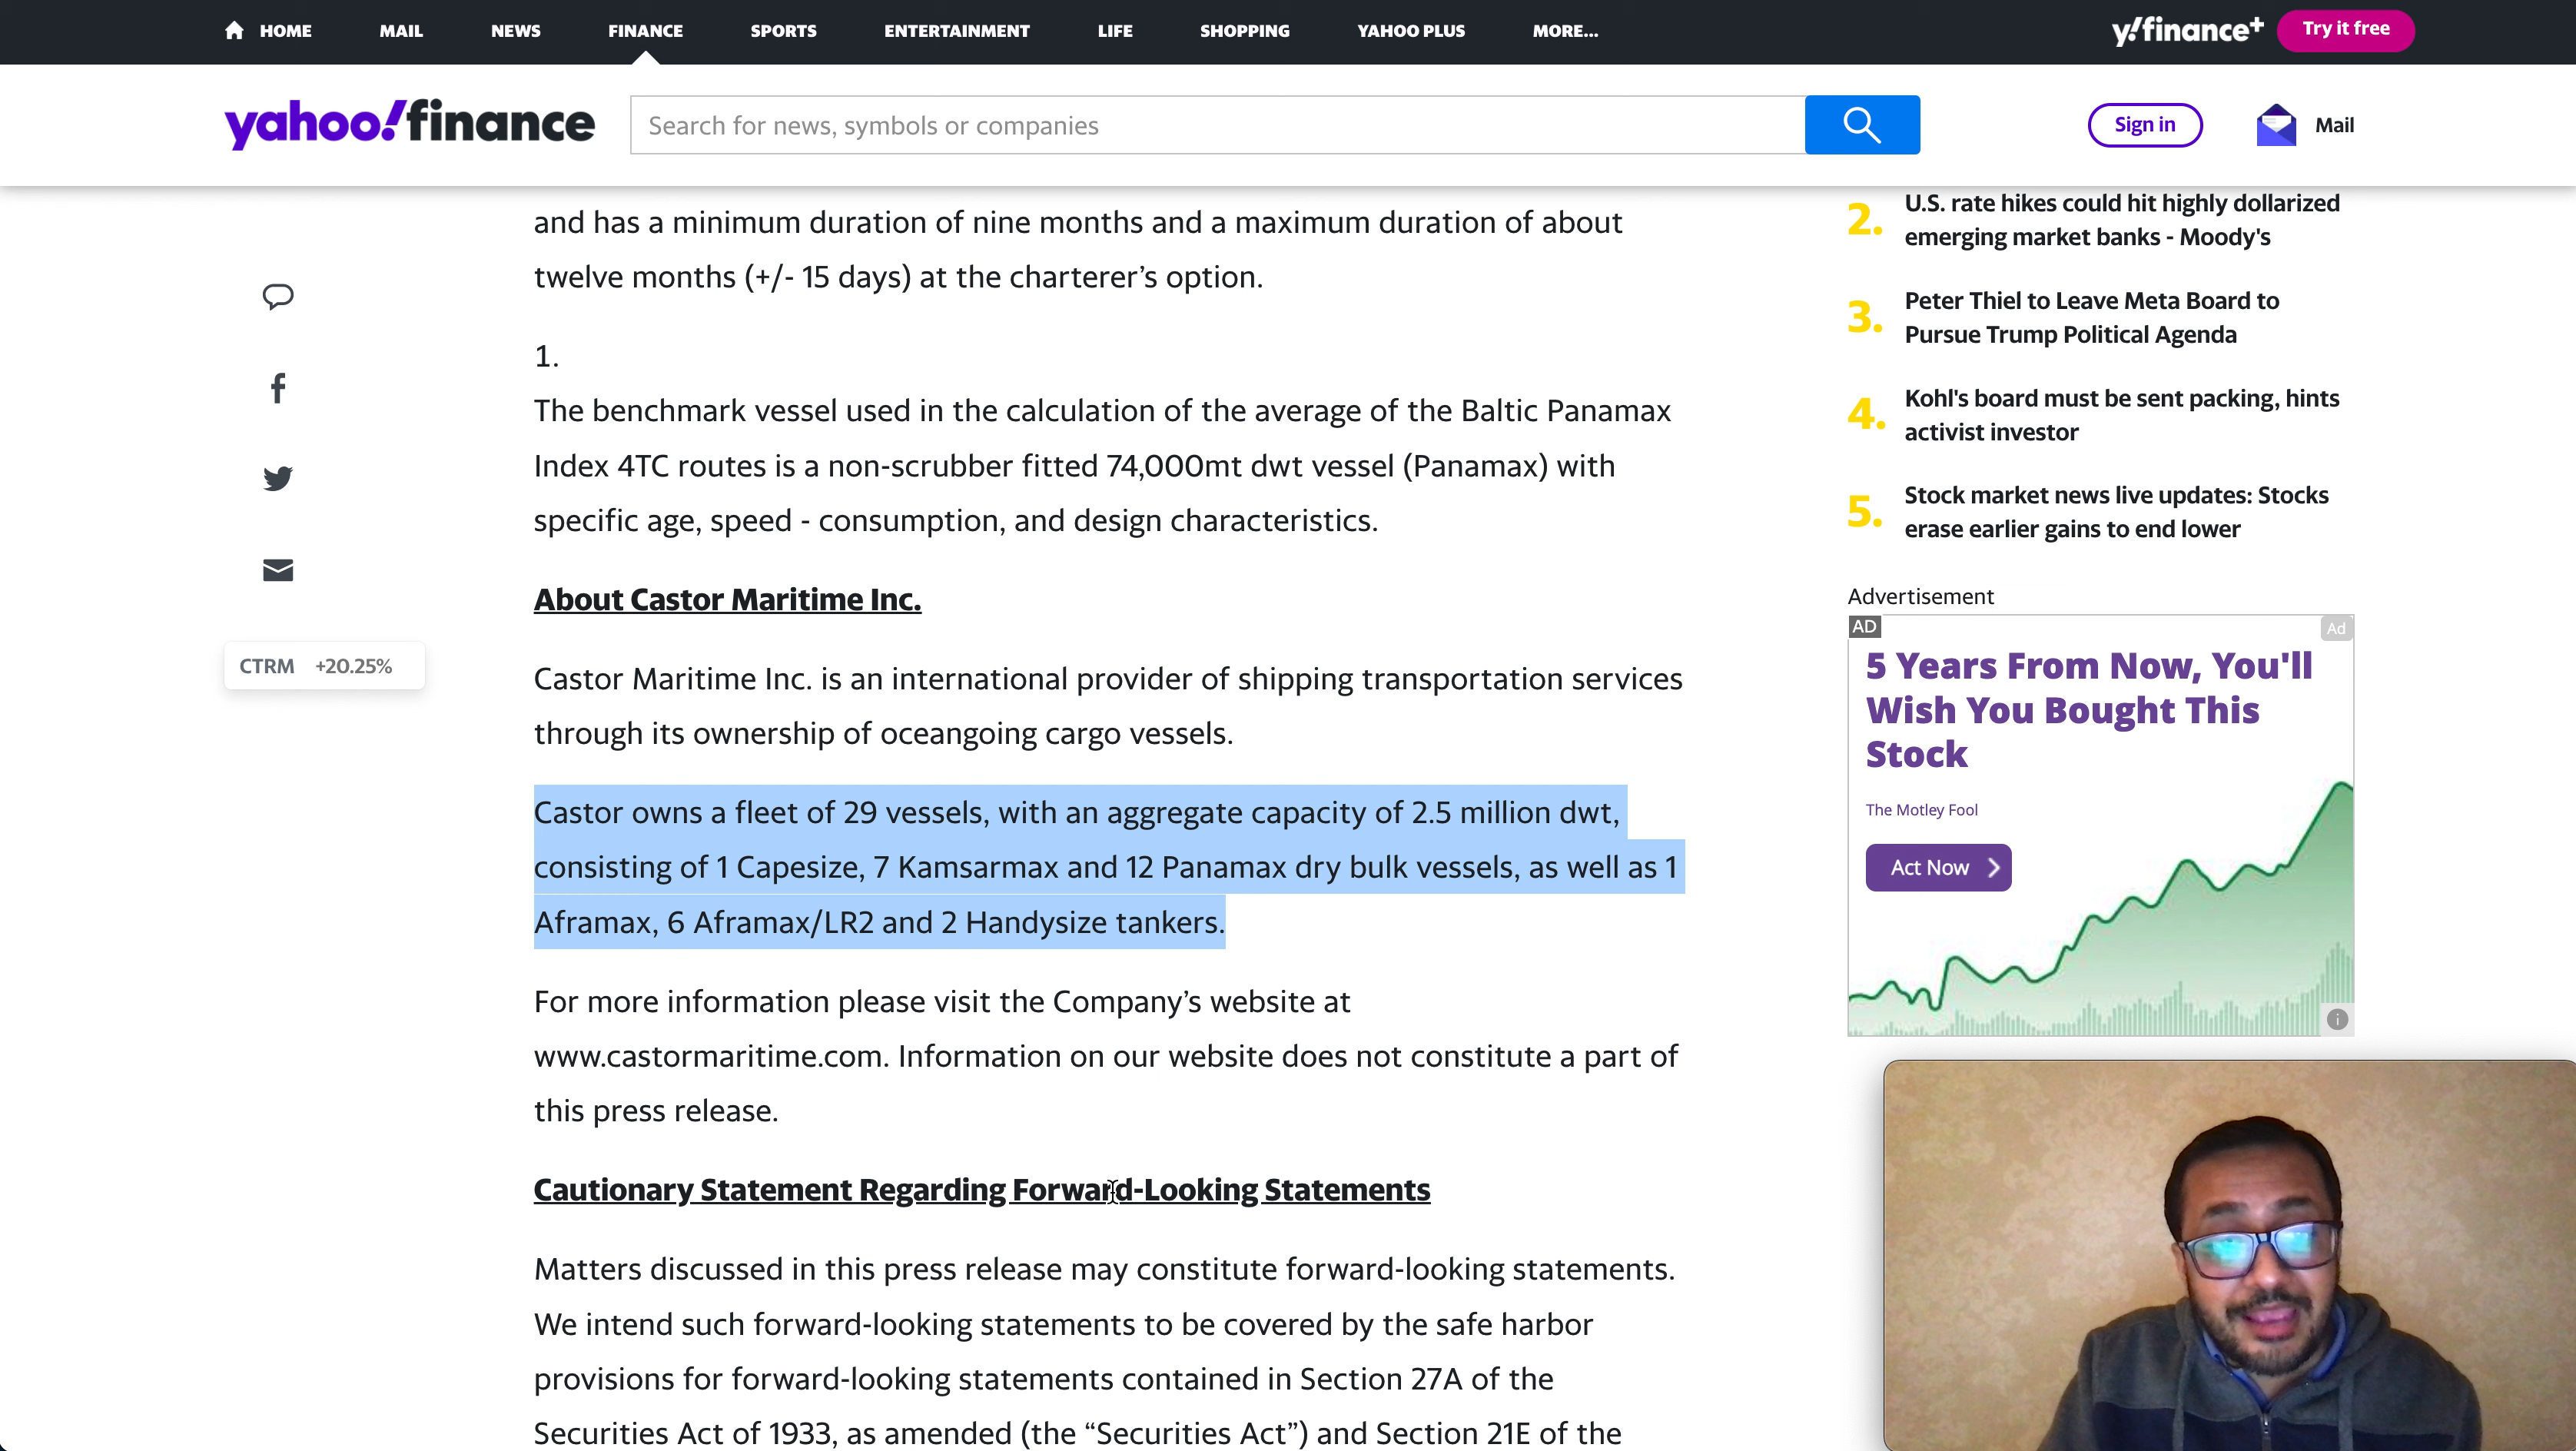 HOME MAIL NEWS FINANCE SPORTS ENTERTAINMENT LIFE SHOPPING YAHOO PLUS MORE...
y!finance+ Try it free
yahoo!finance
Search for news, symbols or companies
Sign in
Mail
and has a minimum duration of nine months and a maximum duration of about
twelve months (+/- 15 days) at the charterer’s option.
1.
The benchmark vessel used in the calculation of the average of the Baltic Panamax
Index 4TC routes is a non-scrubber fitted 74,000mt dwt vessel (Panamax) with
specific age, speed - consumption, and design characteristics.
About Castor Maritime Inc.
CTRM +20.25%
Castor Maritime Inc. is an international provider of shipping transportation services
through its ownership of oceangoing cargo vessels.
Castor owns a fleet of 29 vessels, with an aggregate capacity of 2.5 million dwt,
consisting of 1 Capesize, 7 Kamsarmax and 12 Panamax dry bulk vessels, as well as 1
Aframax, 6 Aframax/LR2 and 2 Handysize tankers.
For more information please visit the Company’s website at
www.castormaritime.com. Information on our website does not constitute a part of
this press release.
Cautionary Statement Regarding Forward-Looking Statements
Matters discussed in this press release may constitute forward-looking statements.
We intend such forward-looking statements to be covered by the safe harbor
provisions for forward-looking statements contained in Section 27A of the
Securities Act of 1933, as amended (the “Securities Act”) and Section 21E of the
2. U.S. rate hikes could hit highly dollarized
emerging market banks - Moody's
3. Peter Thiel to Leave Meta Board to
Pursue Trump Political Agenda
4. Kohl's board must be sent packing, hints
activist investor
5. Stock market news live updates: Stocks
erase earlier gains to end lower
Advertisement
AD
Ad
5 Years From Now, You'll
Wish You Bought This
Stock
The Motley Fool
Act Now